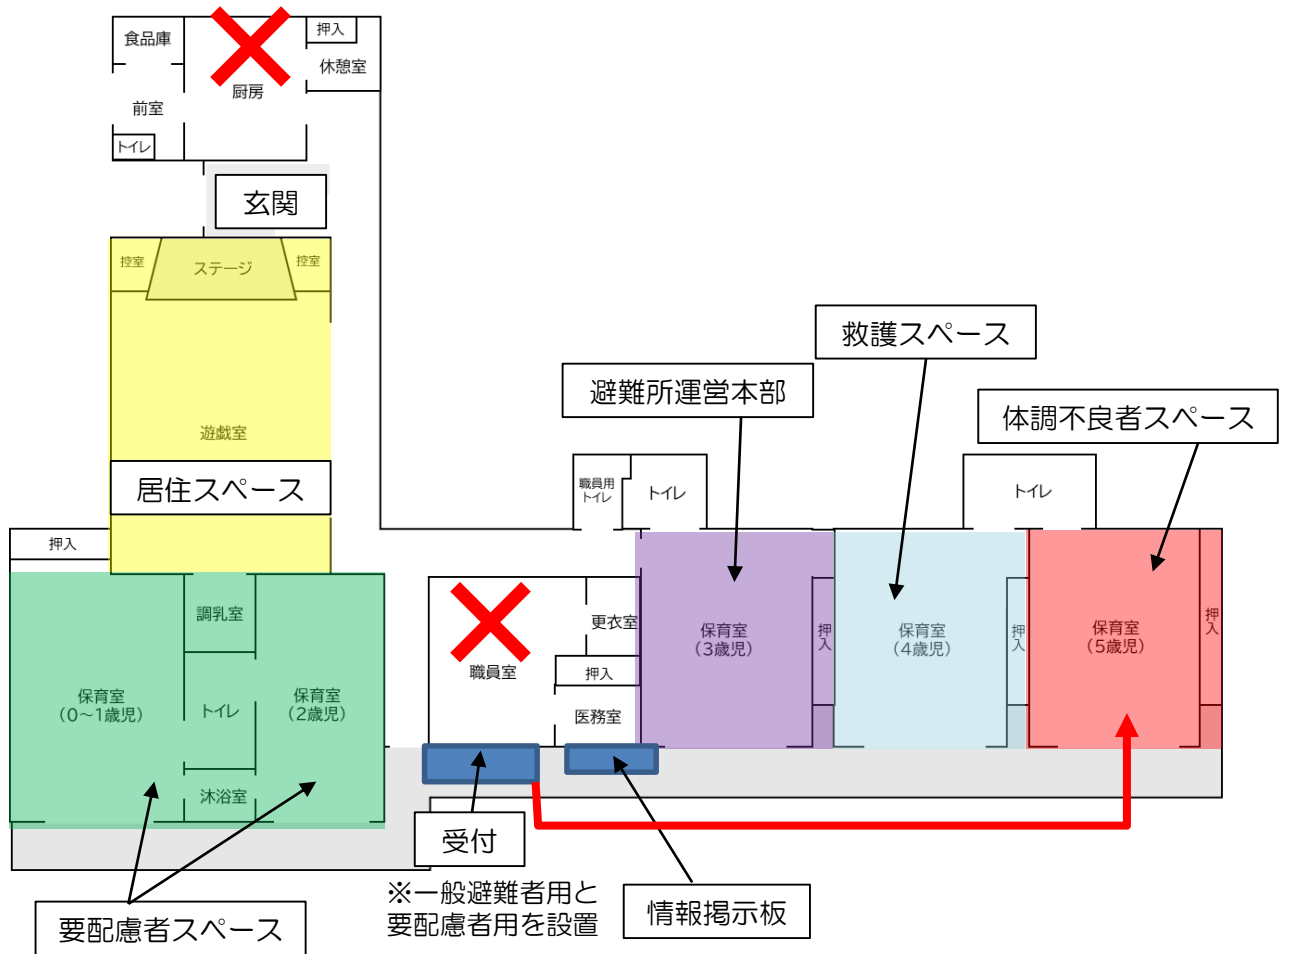 食品庫
押入
休憩室
厨房
前室
トイレ
玄関
控室
ステージ
控室
遊戯室
居住スペース
救護スペース
避難所運営本部
体調不良者スペース
職員用
トイレ
トイレ
トイレ
押入
調乳室
保育室
(0～1歳児)
トイレ
保育室
(2歳児)
沐浴室
職員室
更衣室
押入
医務室
保育室
(3歳児)
押入
保育室
(4歳児)
押入
保育室
(5歳児)
押入
受付
※一般避難者用と
要配慮者用を設置
情報掲示板
要配慮者スペース